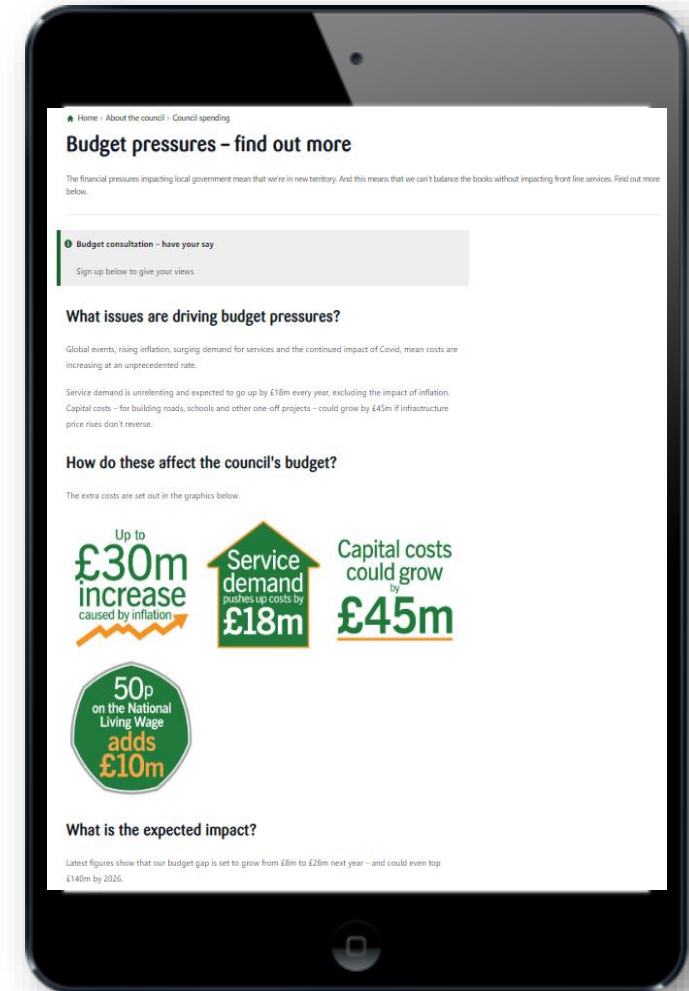 Home › About the council › Council spending
Budget pressures – find out more
The financial pressures impacting local government mean that we're in new territory. And this means that we can't balance the books without impacting front line services. Find out more
below.
Budget consultation – have your say
Sign up below to give your views
What issues are driving budget pressures?
Global events, rising inflation, surging demand for services and the continued impact of Covid, mean costs are
increasing at an unprecedented rate.
Service demand is unrelenting and expected to go up by £18m every year, excluding the impact of inflation.
Capital costs – for building roads, schools and other one-off projects – could grow by £45m if infrastructure
price rises don't reverse.
How do these affect the council's budget?
The extra costs are set out in the graphics below.
Up to
£30m
increase
caused by inflation
Service
demand
pushes up costs by
£18m
Capital costs
could grow
by
£45m
50p
on the National
Living Wage
adds
£10m
What is the expected impact?
Latest figures show that our budget gap is set to grow from £8m to £28m next year – and could even top
£140m by 2026.